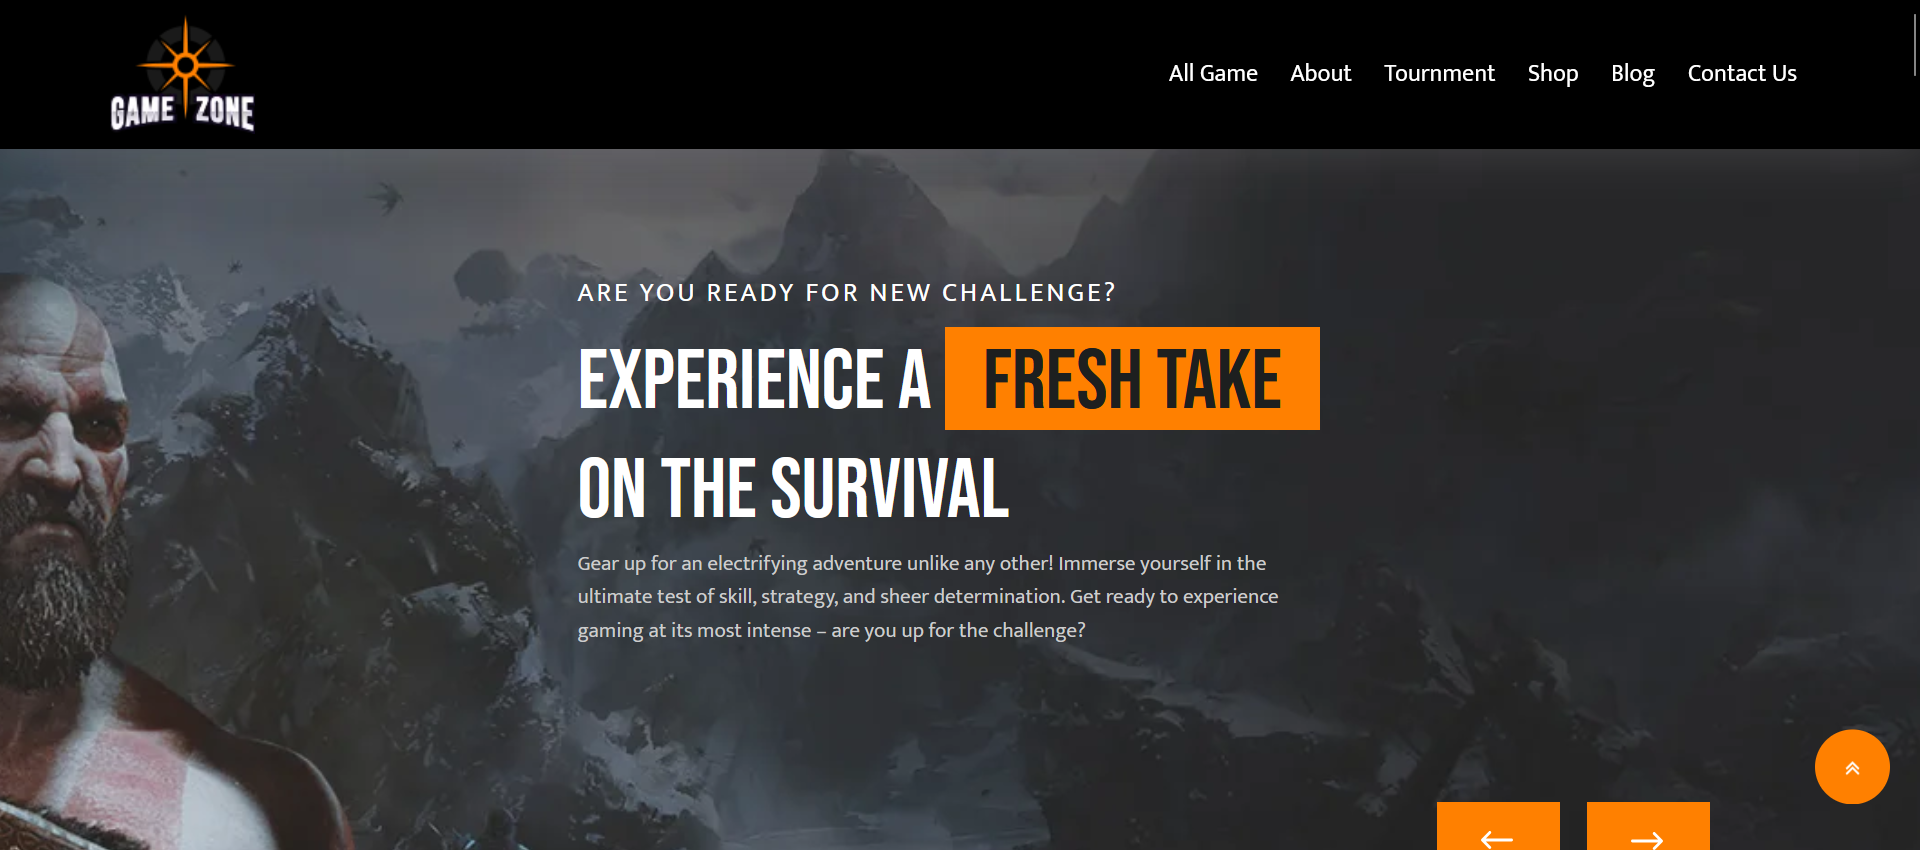 GAME ZONE
All Game About Tournment Shop Blog Contact Us
ARE YOU READY FOR NEW CHALLENGE?
EXPERIENCE A FRESH TAKE
ON THE SURVIVAL
Gear up for an electrifying adventure unlike any other! Immerse yourself in the
ultimate test of skill, strategy, and sheer determination. Get ready to experience
gaming at its most intense – are you up for the challenge?